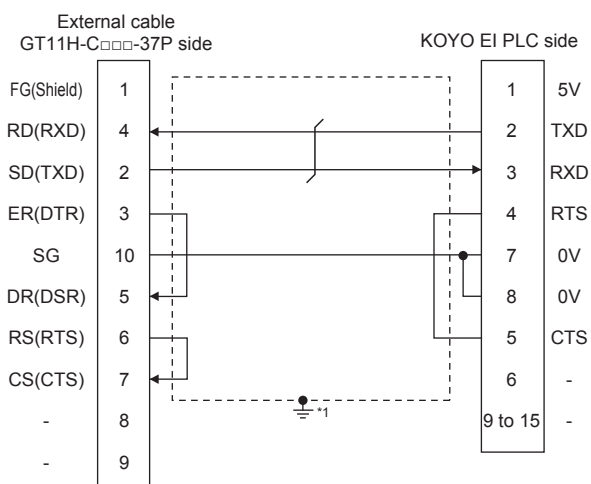 External cable
GT11H-C□□□-37P side
KOYO EI PLC side
FG(Shield) 1 1 5V
RD(RXD) 4 2 TXD
SD(TXD) 2 3 RXD
ER(DTR) 3 4 RTS
SG 10 7 0V
DR(DSR) 5 8 0V
RS(RTS) 6 5 CTS
CS(CTS) 7 6 -
*1
- 8 9 to 15 -
- 9